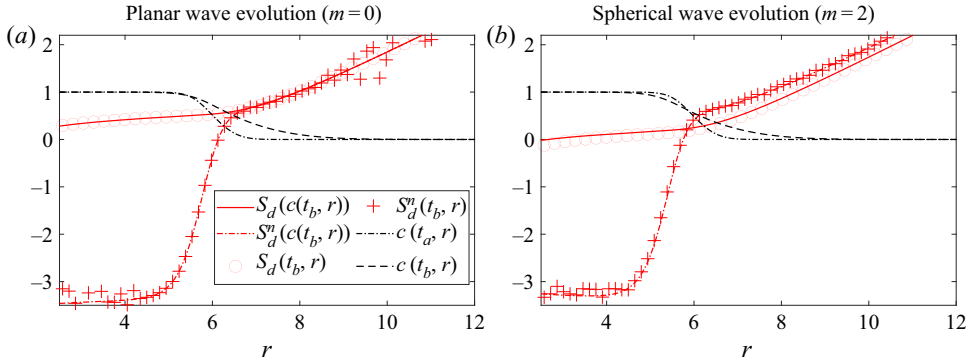 Planar wave evolution (m = 0)
(a)
2
1
0
−1
−2
−3
4
6
8
10
12
r
S_d(c(t_b, r))
S_d^n(t_b, r)
S_d^n(c(t_b, r))
c(t_a, r)
S_d(t_b, r)
c(t_b, r)
Spherical wave evolution (m = 2)
(b)
2
1
0
−1
−2
−3
4
6
8
10
12
r